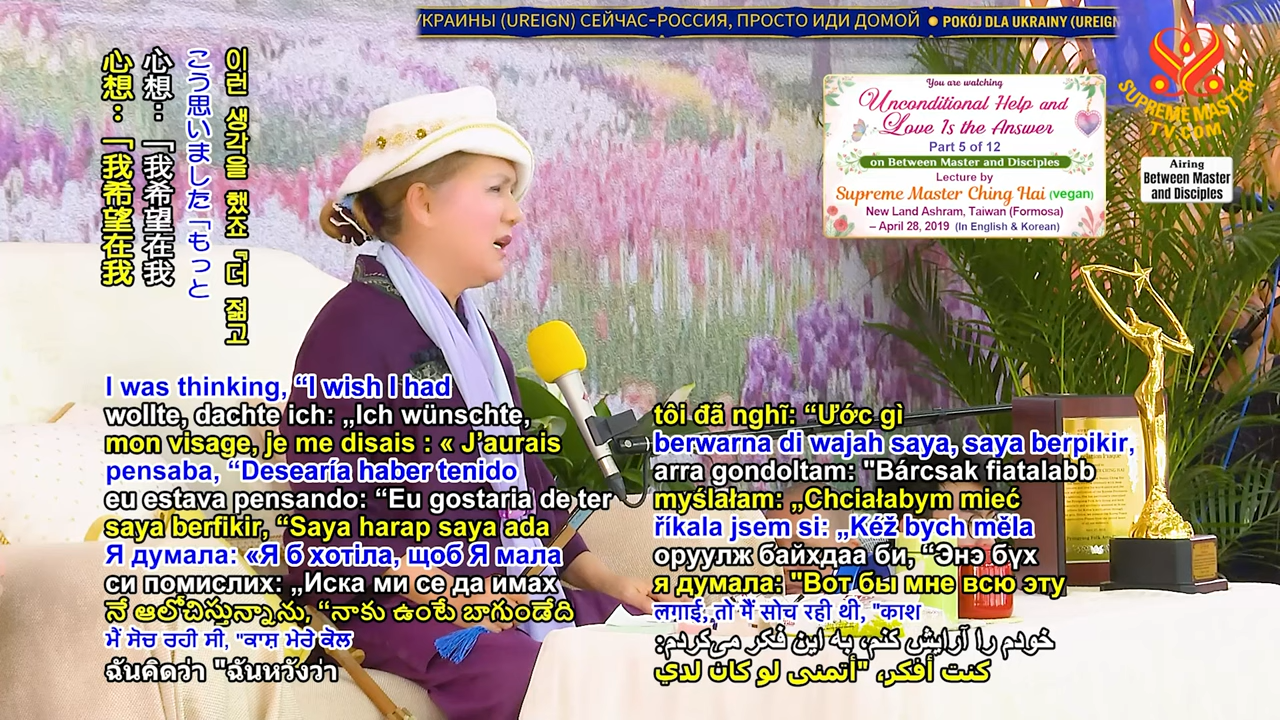 УКРАИНЫ (UREIGN) СЕЙЧАС-РОССИЯ, ПРОСТО ИДИ ДОМОЙ ● POKÓJ DLA UKRAINY (UREIGN
SUPREME MASTER
TV.COM
You are watching
Unconditional Help and
Love Is the Answer
Part 5 of 12
on Between Master and Disciples
Lecture by
Supreme Master Ching Hai (vegan)
New Land Ashram, Taiwan (Formosa)
– April 28, 2019 (In English & Korean)
Airing
Between Master
and Disciples
이런 생각을 했죠 『더 젊고
こう思いました「もっと
心想：「我希望在我
心想：「我希望在我
I was thinking, “I wish I had
wollte, dachte ich: „Ich wünschte,
mon visage, je me disais : « J’aurais
pensaba, “Desearía haber tenido
eu estava pensando: “Eu gostaria de ter
saya berfikir, “Saya harap saya ada
Я думала: «Я б хотіла, щоб Я мала
си помислих: „Иска ми се да имах
నే ఆలోచిస్తున్నాను, “నాకు ఉంటే బాగుండేది
ਮੈਂ ਸੋਚ ਰਹੀ ਸੀ, "ਕਾਸ਼ ਮੇਰੇ ਕੋਲ
ฉันคิดว่า "ฉันหวังว่า
tôi đã nghĩ: “Ước gì
berwarna di wajah saya, saya berpikir,
arra gondoltam: "Bárcsak fiatalabb
myślałam: „Chciałabym mieć
říkala jsem si: „Kéž bych měla
оруулж байхдаа би, “Энэ бүх
я думала: "Вот бы мне всю эту
लगाई, तो मैं सोच रही थी, "काश
خودم را آرایش کنم، به این فکر می‌کردم:
كنت أفكر، "أتمنى لو كان لدي